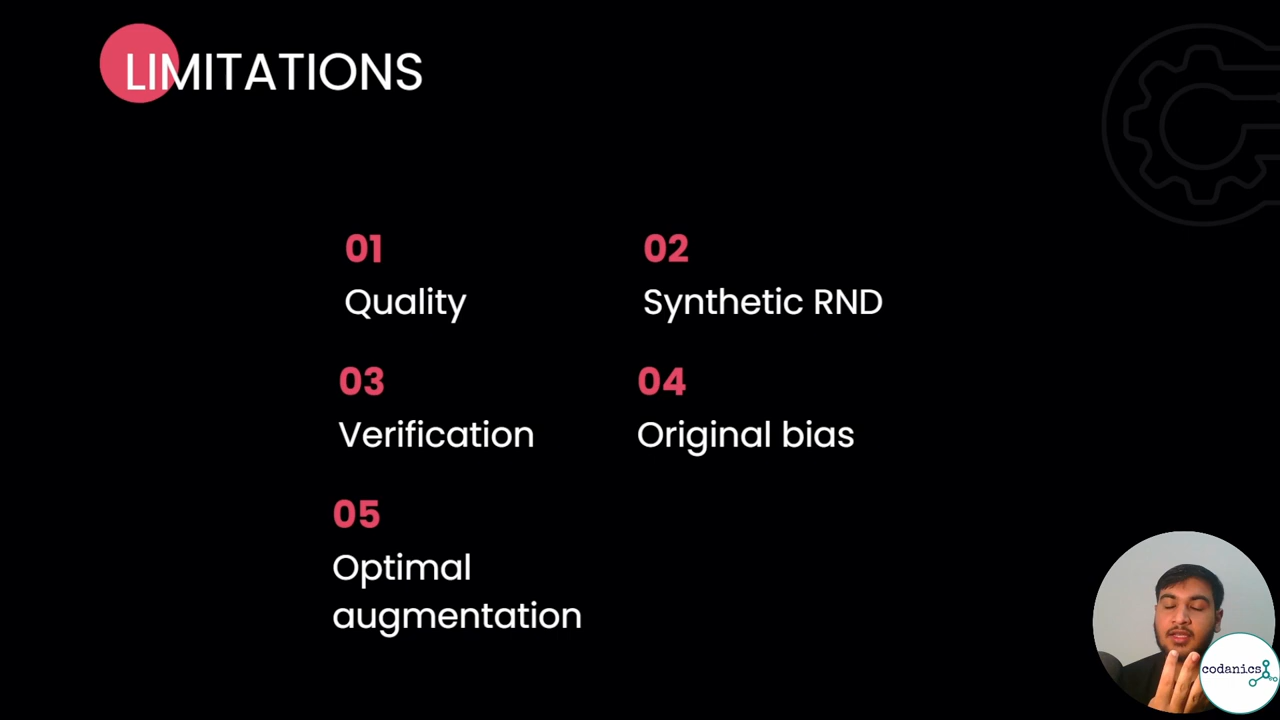 LIMITATIONS
01
Quality
02
Synthetic RND
03
Verification
04
Original bias
05
Optimal
augmentation
codanics